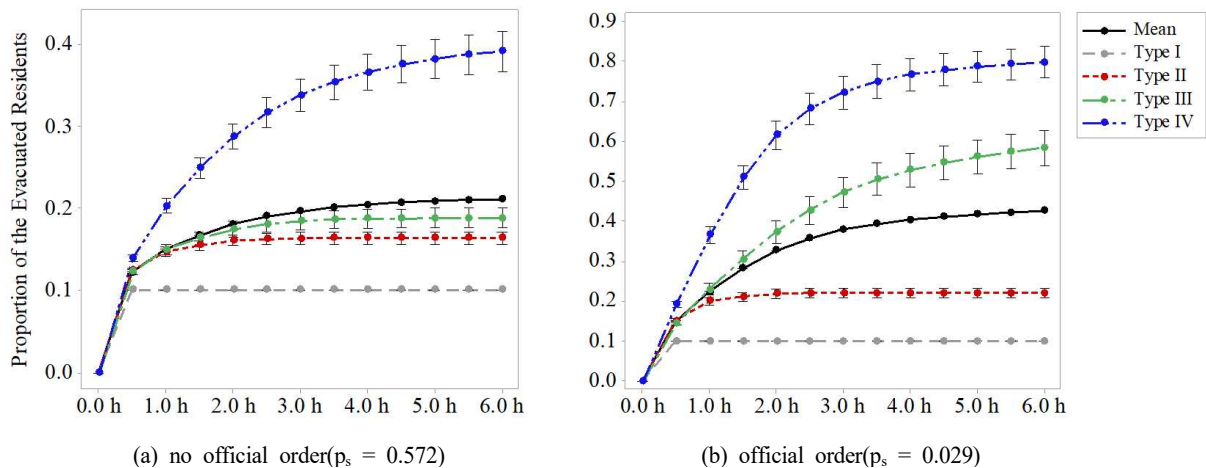 Proportion of the Evacuated Residents
0.4
0.3
0.2
0.1
0.0
0.0 h 1.0 h 2.0 h 3.0 h 4.0 h 5.0 h 6.0 h
(a) no official order(pₛ = 0.572)
0.9
0.8
0.7
0.6
0.5
0.4
0.3
0.2
0.1
0.0
0.0 h 1.0 h 2.0 h 3.0 h 4.0 h 5.0 h 6.0 h
(b) official order(pₛ = 0.029)
Mean
Type I
Type II
Type III
Type IV